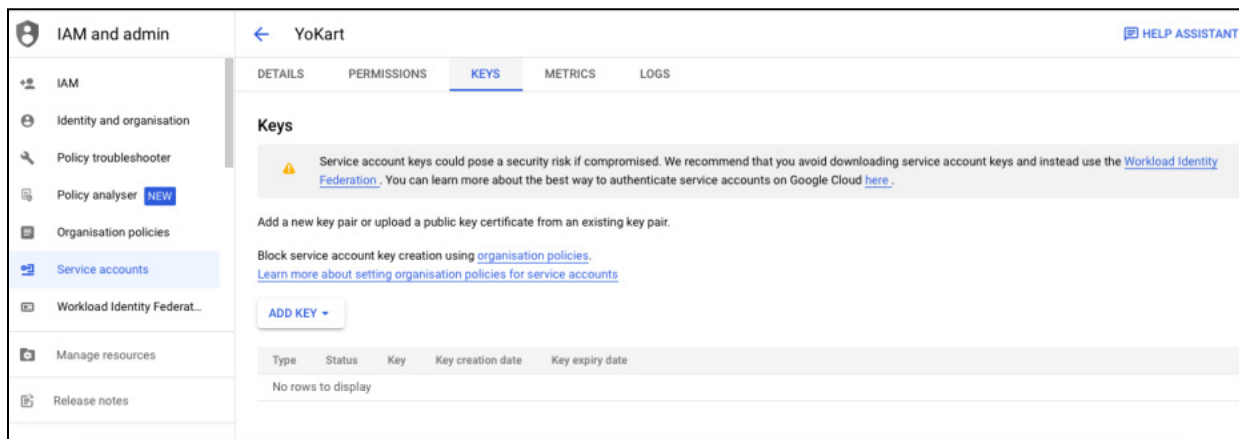 IAM and admin
YoKart
HELP ASSISTANT
DETAILS PERMISSIONS KEYS METRICS LOGS
IAM
Identity and organisation
Policy troubleshooter
Policy analyser NEW
Organisation policies
Service accounts
Workload Identity Federat...
Manage resources
Release notes
Keys
Service account keys could pose a security risk if compromised. We recommend that you avoid downloading service account keys and instead use the Workload Identity
Federation . You can learn more about the best way to authenticate service accounts on Google Cloud here .
Add a new key pair or upload a public key certificate from an existing key pair.
Block service account key creation using organisation policies.
Learn more about setting organisation policies for service accounts
ADD KEY
Type Status Key Key creation date Key expiry date
No rows to display